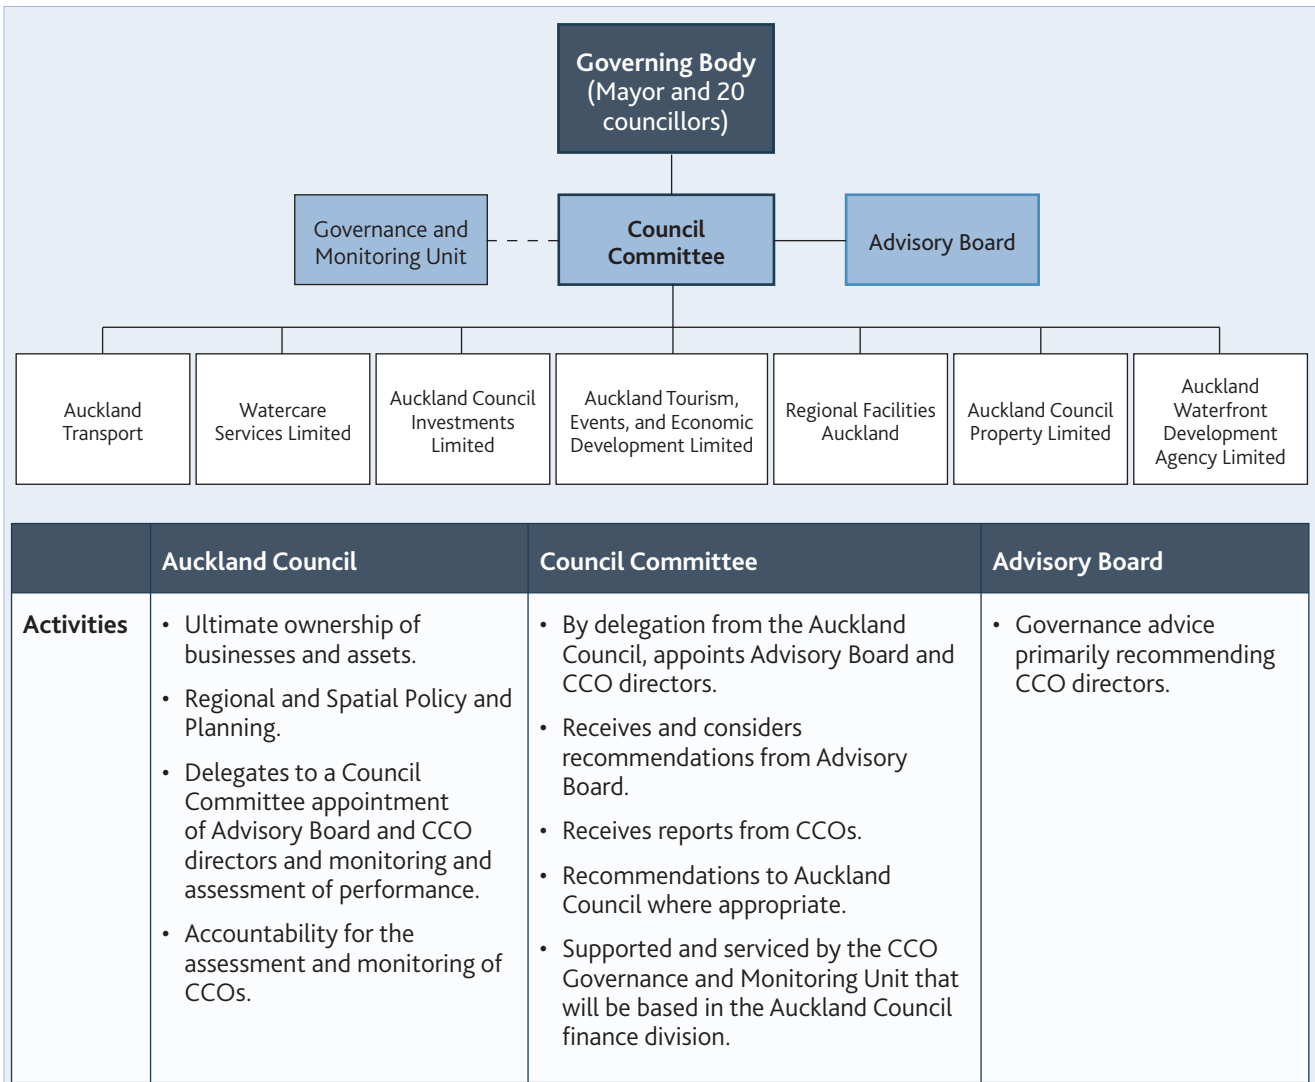 Governing Body
(Mayor and 20
councillors)
Governance and
Monitoring Unit
Council
Committee
Advisory Board
Auckland
Transport
Watercare
Services Limited
Auckland Council
Investments
Limited
Auckland Tourism,
Events, and Economic
Development Limited
Regional Facilities
Auckland
Auckland Council
Property Limited
Auckland
Waterfront
Development
Agency Limited
Auckland Council
Council Committee
Advisory Board
Activities
• Ultimate ownership of
businesses and assets.
• Regional and Spatial Policy and
Planning.
• Delegates to a Council
Committee appointment
of Advisory Board and CCO
directors and monitoring and
assessment of performance.
• Accountability for the
assessment and monitoring of
CCOs.
• By delegation from the Auckland
Council, appoints Advisory Board and
CCO directors.
• Receives and considers
recommendations from Advisory
Board.
• Receives reports from CCOs.
• Recommendations to Auckland
Council where appropriate.
• Supported and serviced by the CCO
Governance and Monitoring Unit that
will be based in the Auckland Council
finance division.
• Governance advice
primarily recommending
CCO directors.